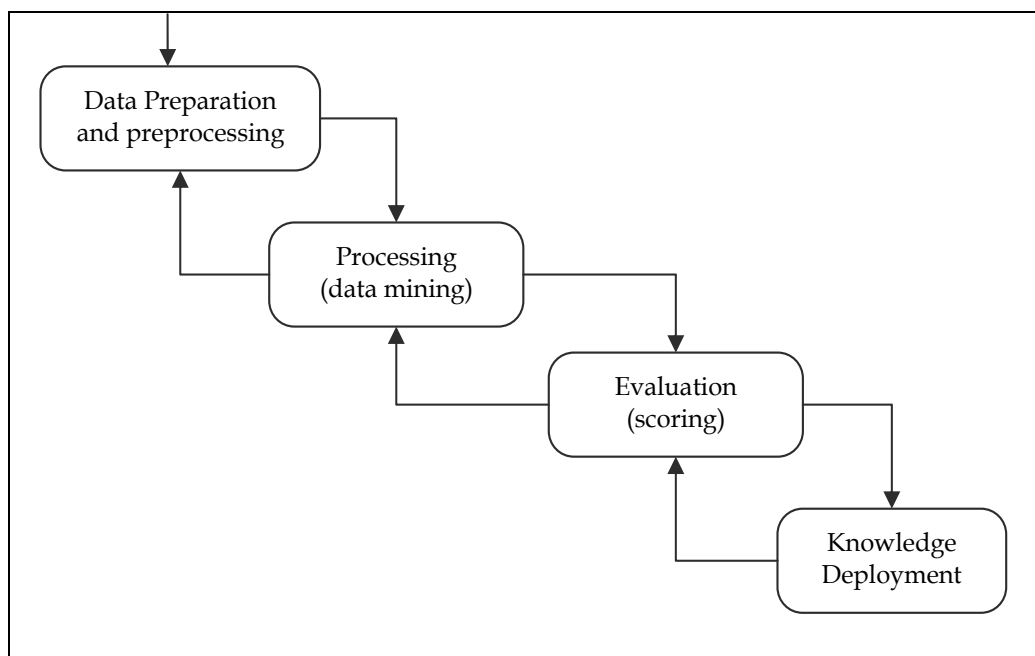 Data Preparation
and preprocessing
Processing
(data mining)
Evaluation
(scoring)
Knowledge
Deployment